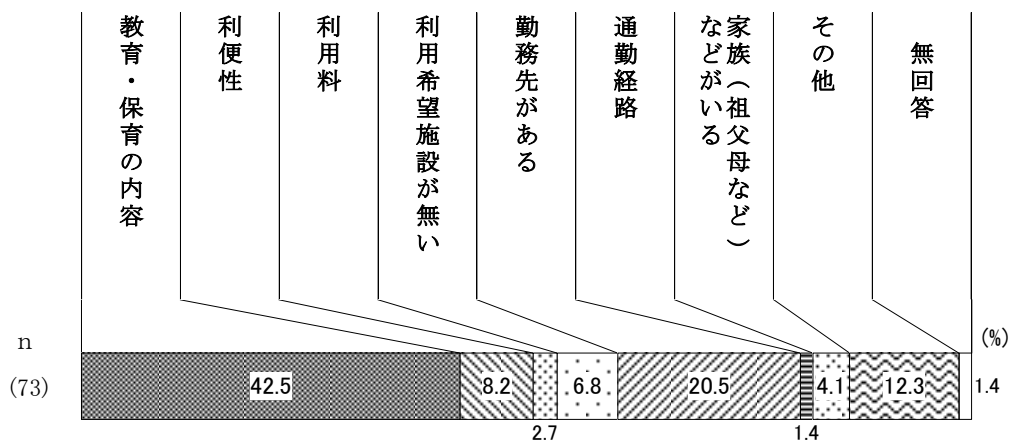 教育・保育の内容
利便性
利用料
利用希望施設が無い
勤務先がある
通勤経路
家族（祖父母など）
などがいる
その他
無回答
(%)
n
(73)
42.5
8.2
2.7
6.8
20.5
1.4
4.1
12.3
1.4